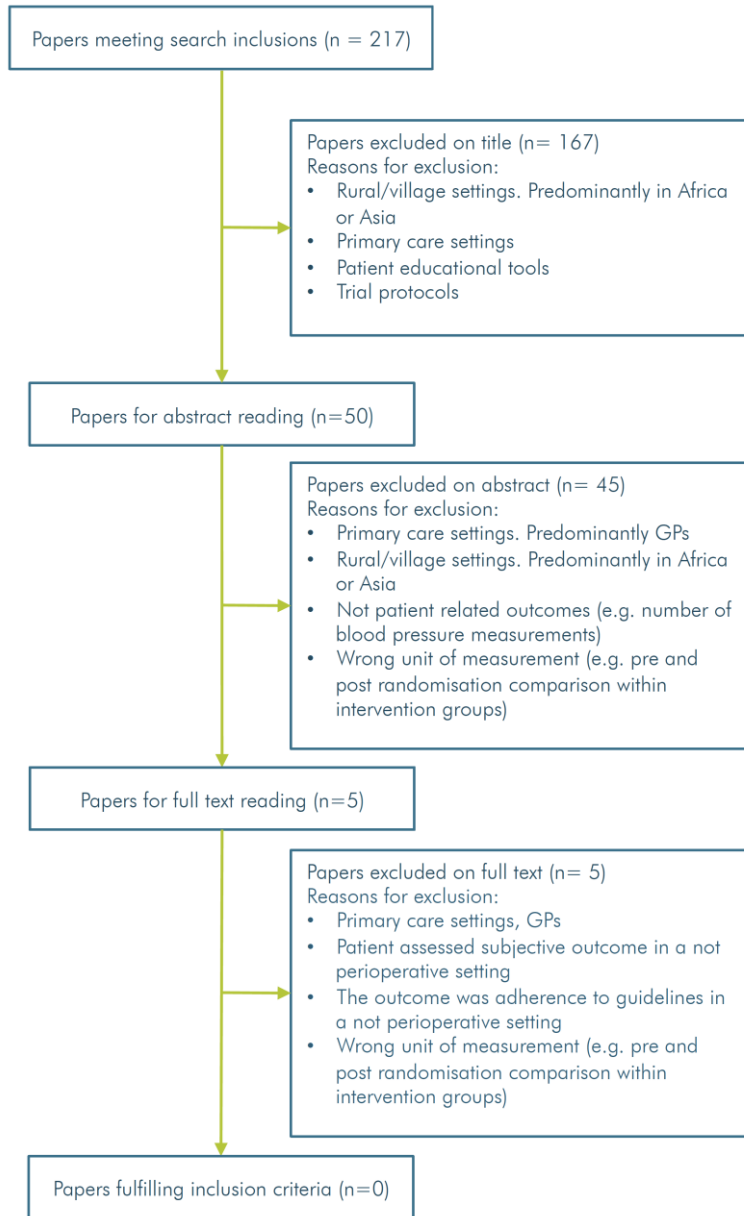 Papers meeting search inclusions (n = 217)
Papers excluded on title (n= 167)
Reasons for exclusion:
• Rural/village settings. Predominantly in Africa
or Asia
• Primary care settings
• Patient educational tools
• Trial protocols
Papers for abstract reading (n=50)
Papers excluded on abstract (n= 45)
Reasons for exclusion:
• Primary care settings. Predominantly GPs
• Rural/village settings. Predominantly in Africa
or Asia
• Not patient related outcomes (e.g. number of
blood pressure measurements)
• Wrong unit of measurement (e.g. pre and
post randomisation comparison within
intervention groups)
Papers for full text reading (n=5)
Papers excluded on full text (n= 5)
Reasons for exclusion:
• Primary care settings, GPs
• Patient assessed subjective outcome in a not
perioperative setting
• The outcome was adherence to guidelines in
a not perioperative setting
• Wrong unit of measurement (e.g. pre and
post randomisation comparison within
intervention groups)
Papers fulfilling inclusion criteria (n=0)